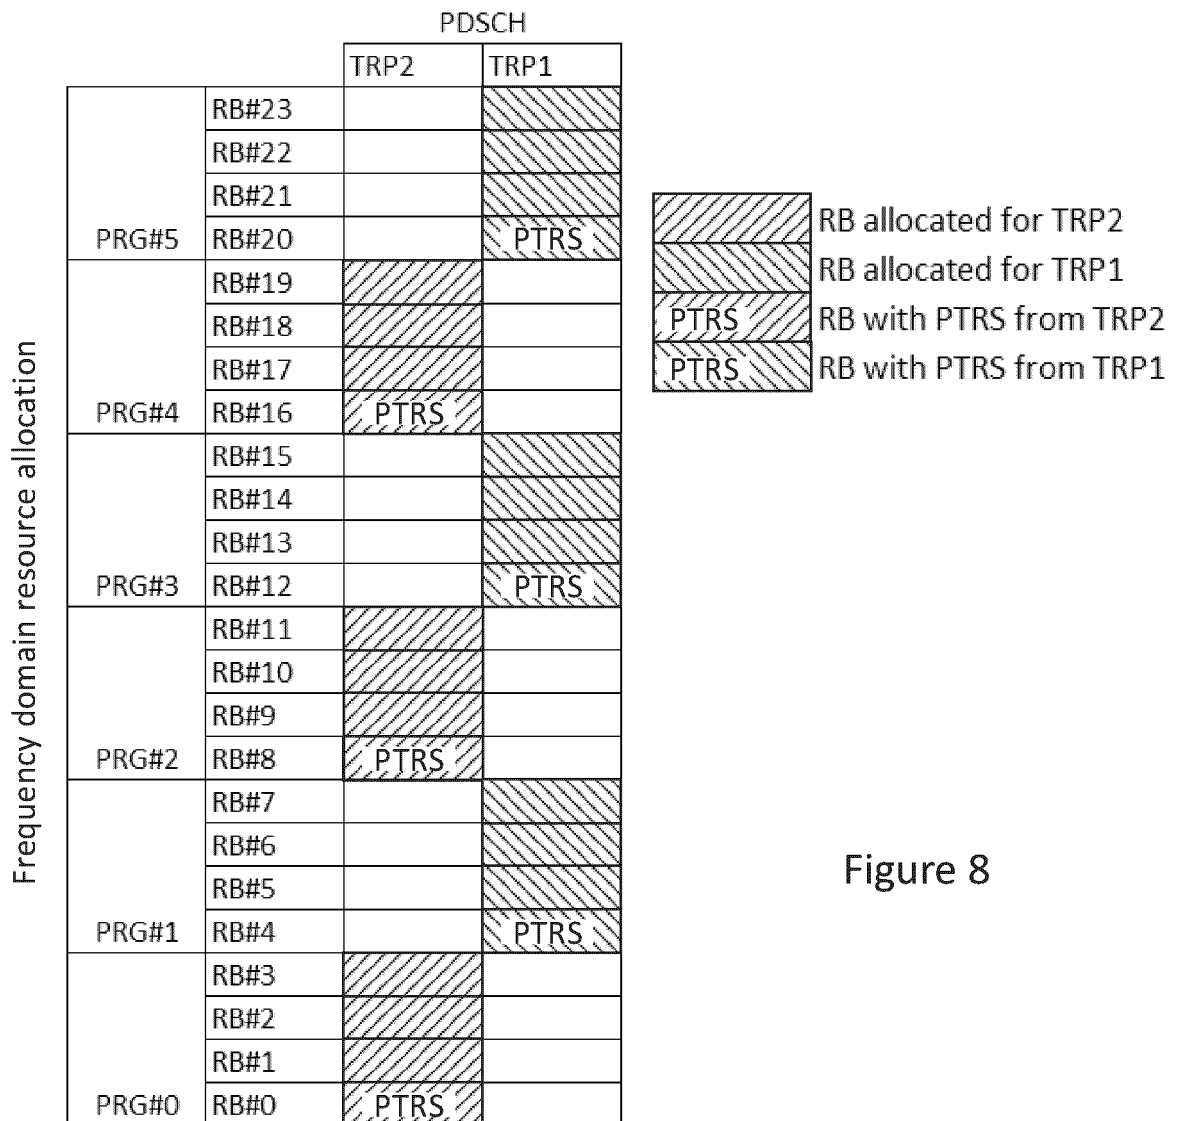 PDSCH
TRP2 TRP1
RB#23
RB#22
RB#21
PRG#5 RB#20 PTRS
RB#19
RB#18
RB#17
PRG#4 RB#16 PTRS
RB#15
RB#14
RB#13
PRG#3 RB#12 PTRS
RB#11
RB#10
RB#9
PRG#2 RB#8 PTRS
RB#7
RB#6
RB#5
PRG#1 RB#4 PTRS
RB#3
RB#2
RB#1
PRG#0 RB#0 PTRS
Frequency domain resource allocation
RB allocated for TRP2
RB allocated for TRP1
PTRS RB with PTRS from TRP2
PTRS RB with PTRS from TRP1
Figure 8